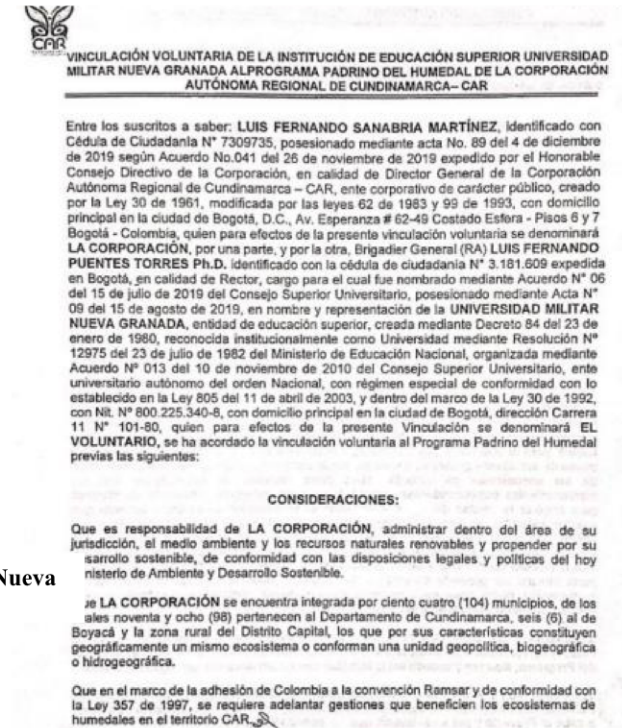 CAR
VINCULACIÓN VOLUNTARIA DE LA INSTITUCIÓN DE EDUCACIÓN SUPERIOR UNIVERSIDAD
MILITAR NUEVA GRANADA ALPROGRAMA PADRINO DEL HUMEDAL DE LA CORPORACIÓN
AUTÓNOMA REGIONAL DE CUNDINAMARCA– CAR
Entre los suscritos a saber: LUIS FERNANDO SANABRIA MARTÍNEZ, identificado con
Cédula de Ciudadanía N° 7309735, posesionado mediante acta No. 89 del 4 de diciembre
de 2019 según Acuerdo No.041 del 26 de noviembre de 2019 expedido por el Honorable
Consejo Directivo de la Corporación, en calidad de Director General de la Corporación
Autónoma Regional de Cundinamarca – CAR, ente corporativo de carácter público, creado
por la Ley 30 de 1961, modificada por las leyes 62 de 1983 y 99 de 1993, con domicilio
principal en la ciudad de Bogotá, D.C., Av. Esperanza # 62-49 Costado Esfera - Pisos 6 y 7
Bogotá - Colombia, quien para efectos de la presente vinculación voluntaria se denominará
LA CORPORACIÓN, por una parte, y por la otra, Brigadier General (RA) LUIS FERNANDO
PUENTES TORRES Ph.D. identificado con la cédula de ciudadanía N° 3.181.609 expedida
en Bogotá, en calidad de Rector, cargo para el cual fue nombrado mediante Acuerdo N° 06
del 15 de julio de 2019 del Consejo Superior Universitario, posesionado mediante Acta N°
09 del 15 de agosto de 2019, en nombre y representación de la UNIVERSIDAD MILITAR
NUEVA GRANADA, entidad de educación superior, creada mediante Decreto 84 del 23 de
enero de 1980, reconocida institucionalmente como Universidad mediante Resolución N°
12975 del 23 de julio de 1982 del Ministerio de Educación Nacional, organizada mediante
Acuerdo N° 013 del 10 de noviembre de 2010 del Consejo Superior Universitario, ente
universitario autónomo del orden Nacional, con régimen especial de conformidad con lo
establecido en la Ley 805 del 11 de abril de 2003, y dentro del marco de la Ley 30 de 1992,
con Nit. N° 800.225.340-8, con domicilio principal en la ciudad de Bogotá, dirección Carrera
11 N° 101-80, quien para efectos de la presente Vinculación se denominará EL
VOLUNTARIO, se ha acordado la vinculación voluntaria al Programa Padrino del Humedal
previas las siguientes:
CONSIDERACIONES:
Que es responsabilidad de LA CORPORACIÓN, administrar dentro del área de su
jurisdicción, el medio ambiente y los recursos naturales renovables y propender por su
sarrollo sostenible, de conformidad con las disposiciones legales y políticas del hoy
Nueva nisterio de Ambiente y Desarrollo Sostenible.
ue LA CORPORACIÓN se encuentra integrada por ciento cuatro (104) municipios, de los
ales noventa y ocho (98) pertenecen al Departamento de Cundinamarca, seis (6) al de
Boyacá y la zona rural del Distrito Capital, los que por sus características constituyen
geográficamente un mismo ecosistema o conforman una unidad geopolítica, biogeográfica
o hidrogeográfica.
Que en el marco de la adhesión de Colombia a la convención Ramsar y de conformidad con
la Ley 357 de 1997, se requiere adelantar gestiones que beneficien los ecosistemas de
humedales en el territorio CAR